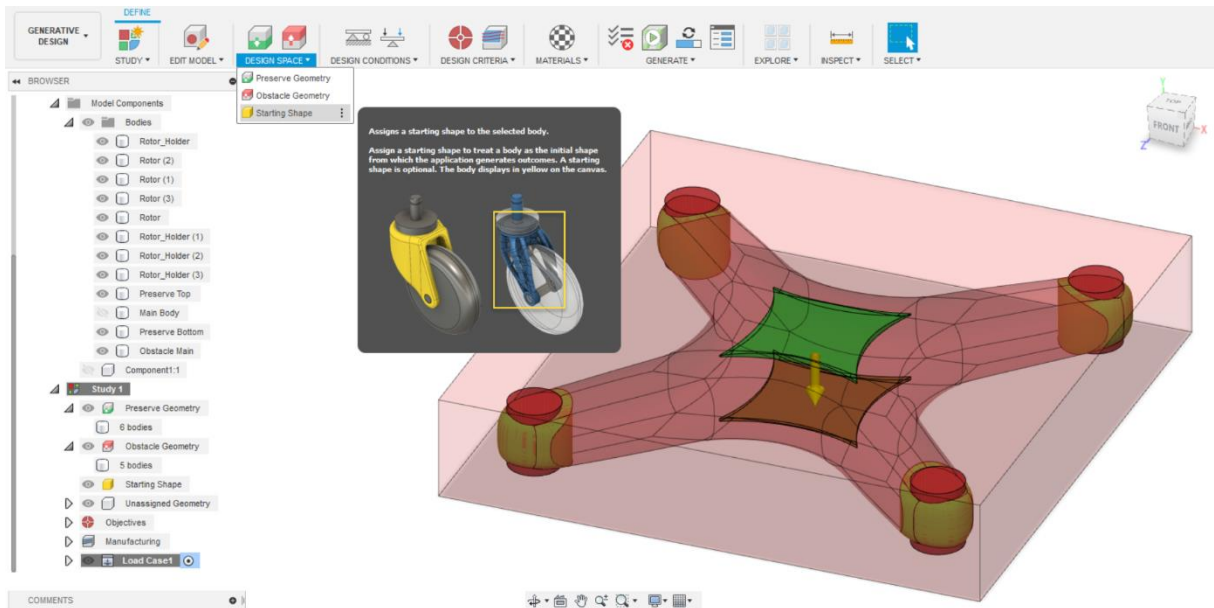 DEFINE
GENERATIVE
DESIGN
STUDY
EDIT MODEL
DESIGN SPACE
DESIGN CONDITIONS
DESIGN CRITERIA
MATERIALS
GENERATE
EXPLORE
INSPECT
SELECT
BROWSER
Preserve Geometry
Obstacle Geometry
Starting Shape
Assigns a starting shape to the selected body.
Assign a starting shape to treat a body as the initial shape
from which the application generates outcomes. A starting
shape is optional. The body displays in yellow on the canvas.
Model Components
Bodies
Rotor_Holder
Rotor (2)
Rotor (1)
Rotor (3)
Rotor
Rotor_Holder (1)
Rotor_Holder (2)
Rotor_Holder (3)
Preserve Top
Main Body
Preserve Bottom
Obstacle Main
Component1:1
Study 1
Preserve Geometry
6 bodies
Obstacle Geometry
5 bodies
Starting Shape
Unassigned Geometry
Objectives
Manufacturing
Load Case1
COMMENTS
Y
TOP
FRONT
X
Z